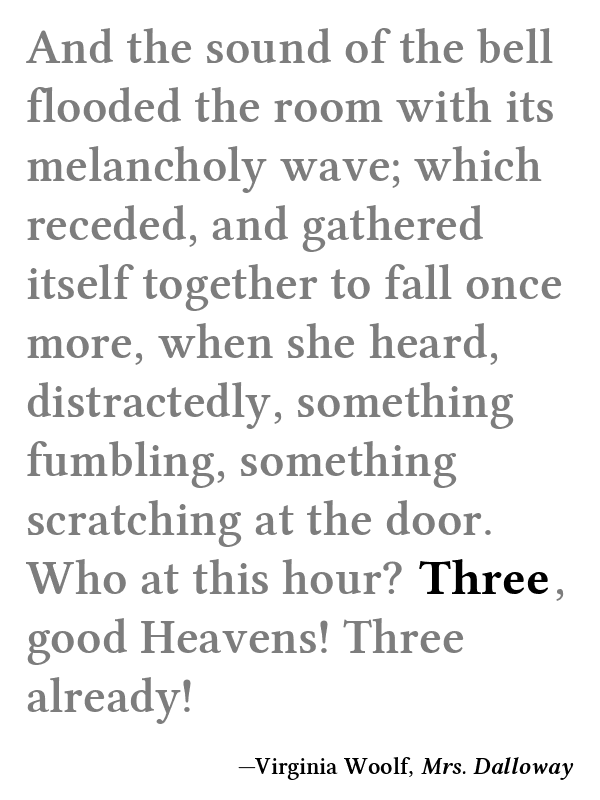 And the sound of the bell
flooded the room with its
melancholy wave; which
receded, and gathered
itself together to fall once
more, when she heard,
distractedly, something
fumbling, something
scratching at the door.
Who at this hour? Three,
good Heavens! Three
already!
—Virginia Woolf, Mrs. Dalloway